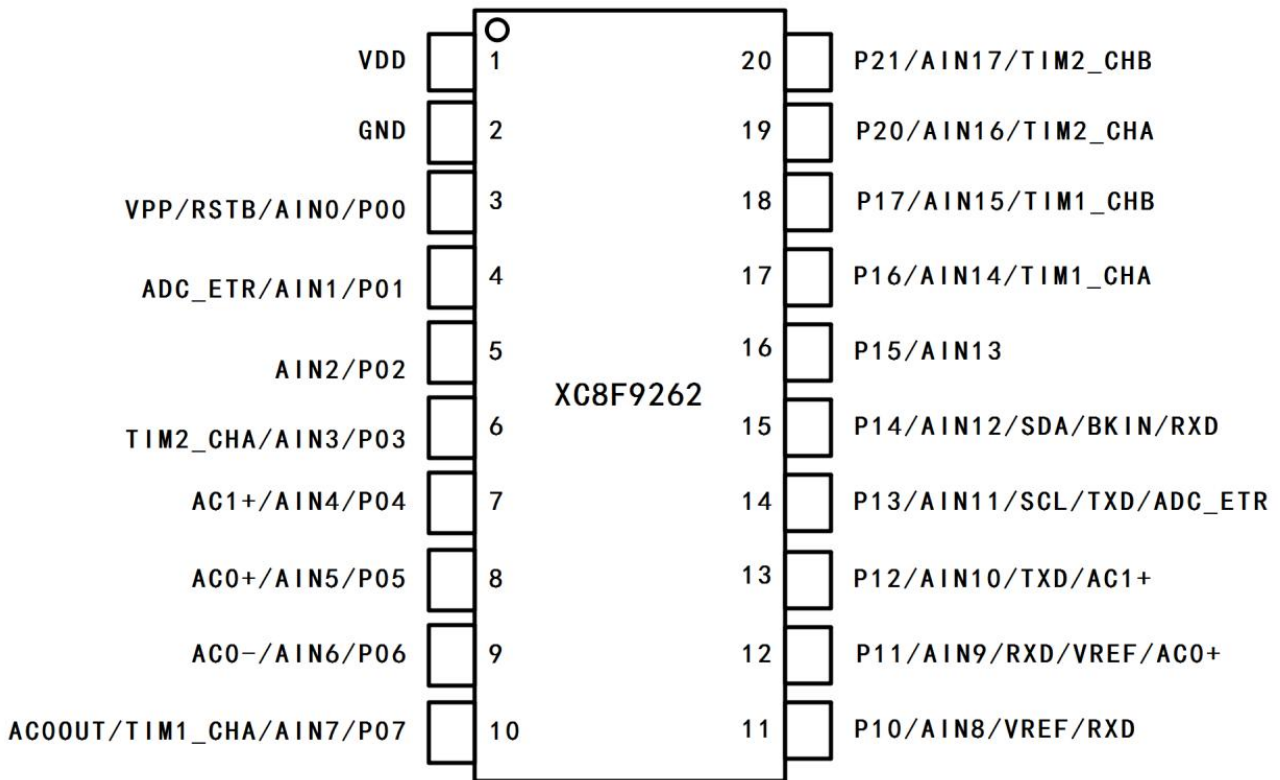 VDD 1 20 P21/AIN17/TIM2_CHB
GND 2 19 P20/AIN16/TIM2_CHA
VPP/RSTB/AIN0/P00 3 18 P17/AIN15/TIM1_CHB
ADC_ETR/AIN1/P01 4 17 P16/AIN14/TIM1_CHA
AIN2/P02 5 16 P15/AIN13
XC8F9262
TIM2_CHA/AIN3/P03 6 15 P14/AIN12/SDA/BKIN/RXD
AC1+/AIN4/P04 7 14 P13/AIN11/SCL/TXD/ADC_ETR
AC0+/AIN5/P05 8 13 P12/AIN10/TXD/AC1+
AC0-/AIN6/P06 9 12 P11/AIN9/RXD/VREF/AC0+
AC0OUT/TIM1_CHA/AIN7/P07 10 11 P10/AIN8/VREF/RXD